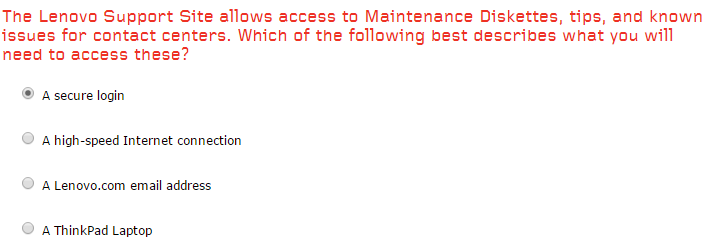 The Lenovo Support Site allows access to Maintenance Diskettes, tips, and known
issues for contact centers. Which of the following best describes what you will
need to access these?
A secure login
A high-speed Internet connection
A Lenovo.com email address
A ThinkPad Laptop